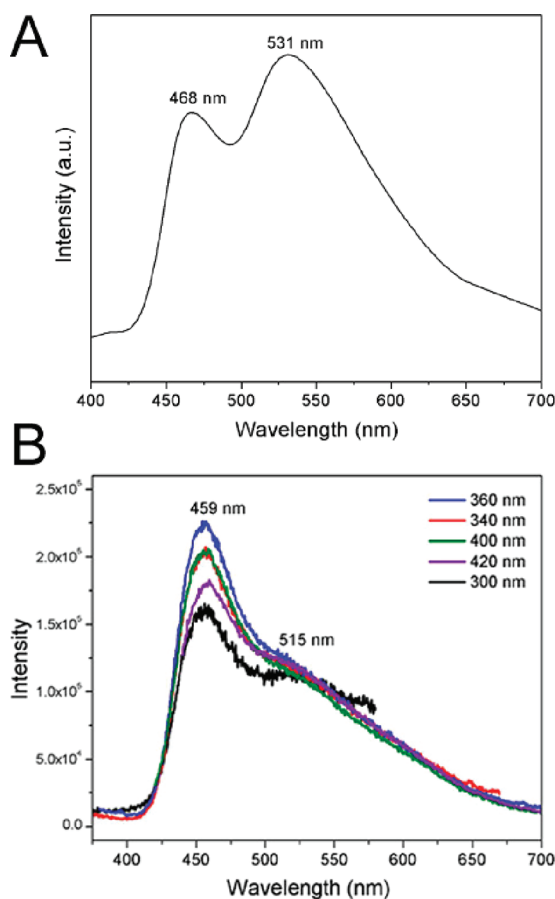 A
531 nm
468 nm
Intensity (a.u.)
400 450 500 550 600 650 700
Wavelength (nm)
B
2.5x10⁵
2.0x10⁵
1.5x10⁵
1.0x10⁵
5.0x10⁴
0.0
459 nm
515 nm
360 nm
340 nm
400 nm
420 nm
300 nm
Intensity
400 450 500 550 600 650 700
Wavelength (nm)